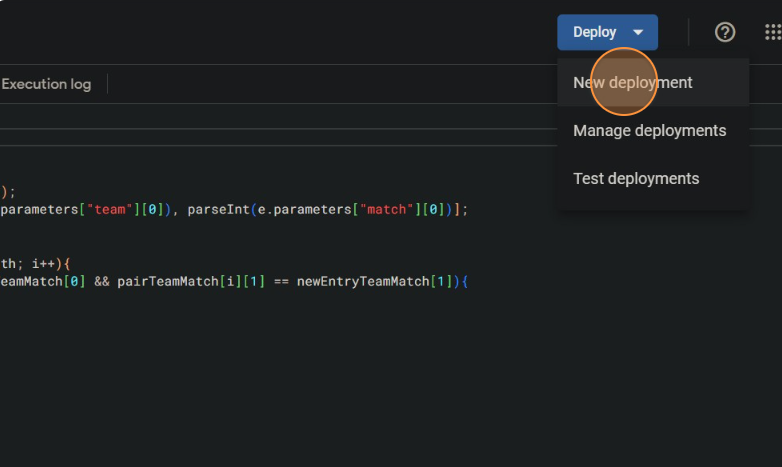 Deploy
Execution log
New deployment
Manage deployments
Test deployments
);
parameters["team"][0]), parseInt(e.parameters["match"][0])];
th; i++){
eamMatch[0] && pairTeamMatch[i][1] == newEntryTeamMatch[1]){